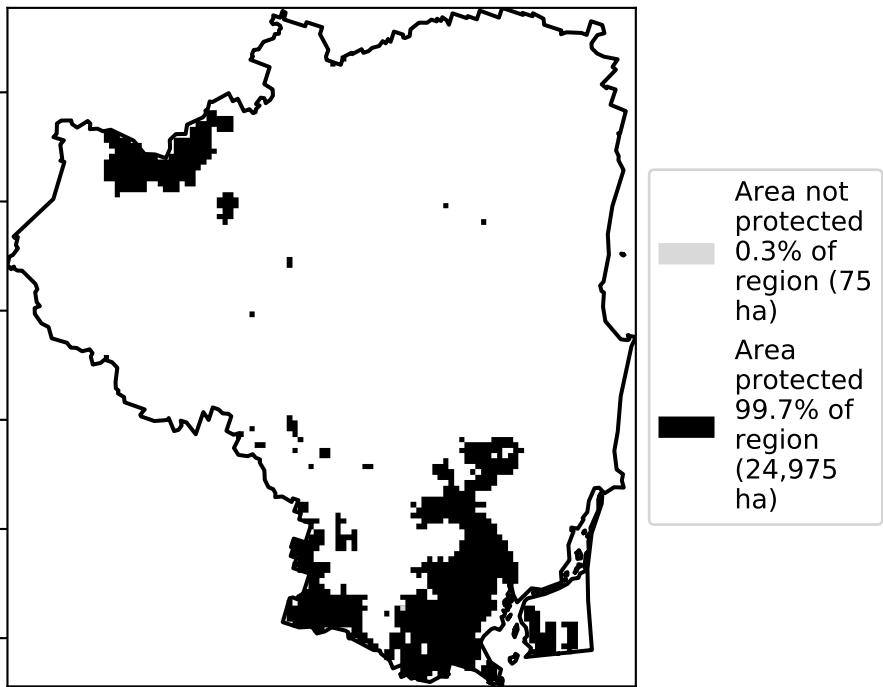 Area not
protected
0.3% of
region (75
ha)
Area
protected
99.7% of
region
(24,975
ha)